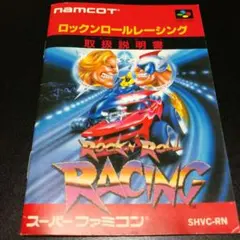 namcot
ロックンロールレーシング
取扱説明書
ROCK N' ROLL
RACING
スーパーファミコン
SHVC-RN